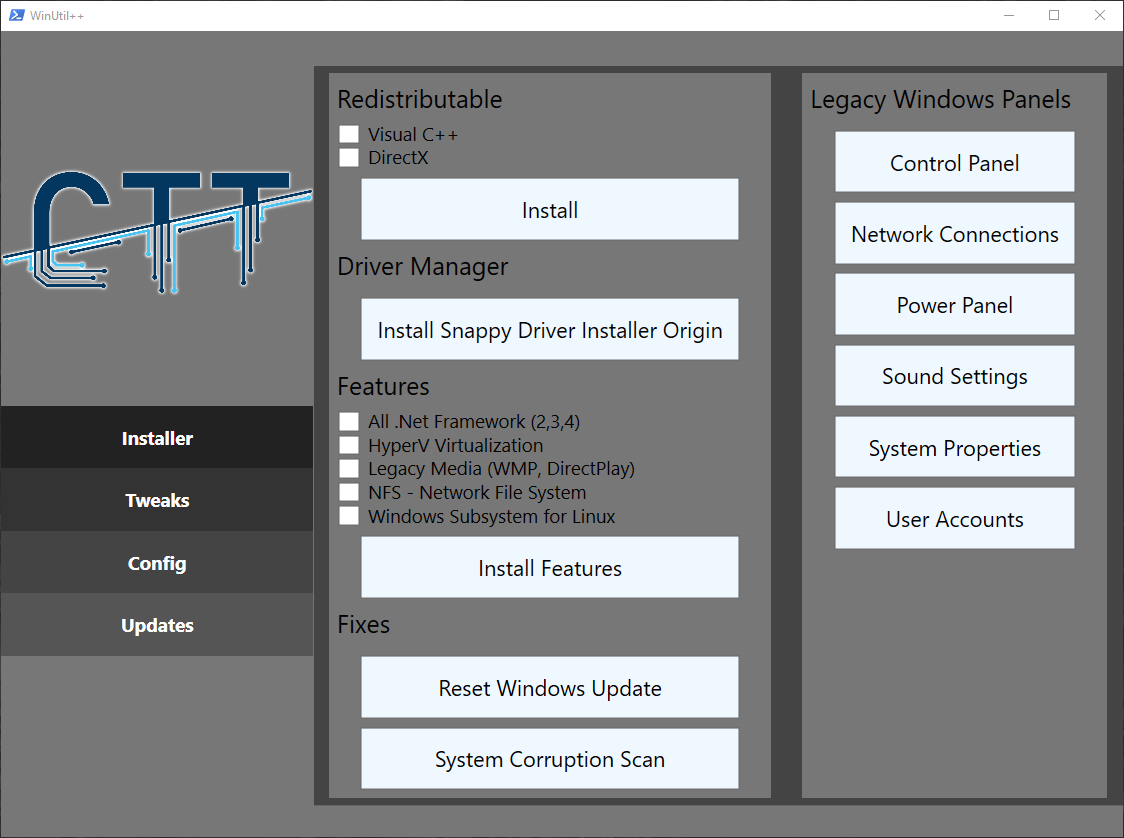 WinUtil++
CTT
Installer
Tweaks
Config
Updates
Redistributable
Visual C++
DirectX
Install
Driver Manager
Install Snappy Driver Installer Origin
Features
All .Net Framework (2,3,4)
HyperV Virtualization
Legacy Media (WMP, DirectPlay)
NFS - Network File System
Windows Subsystem for Linux
Install Features
Fixes
Reset Windows Update
System Corruption Scan
Legacy Windows Panels
Control Panel
Network Connections
Power Panel
Sound Settings
System Properties
User Accounts